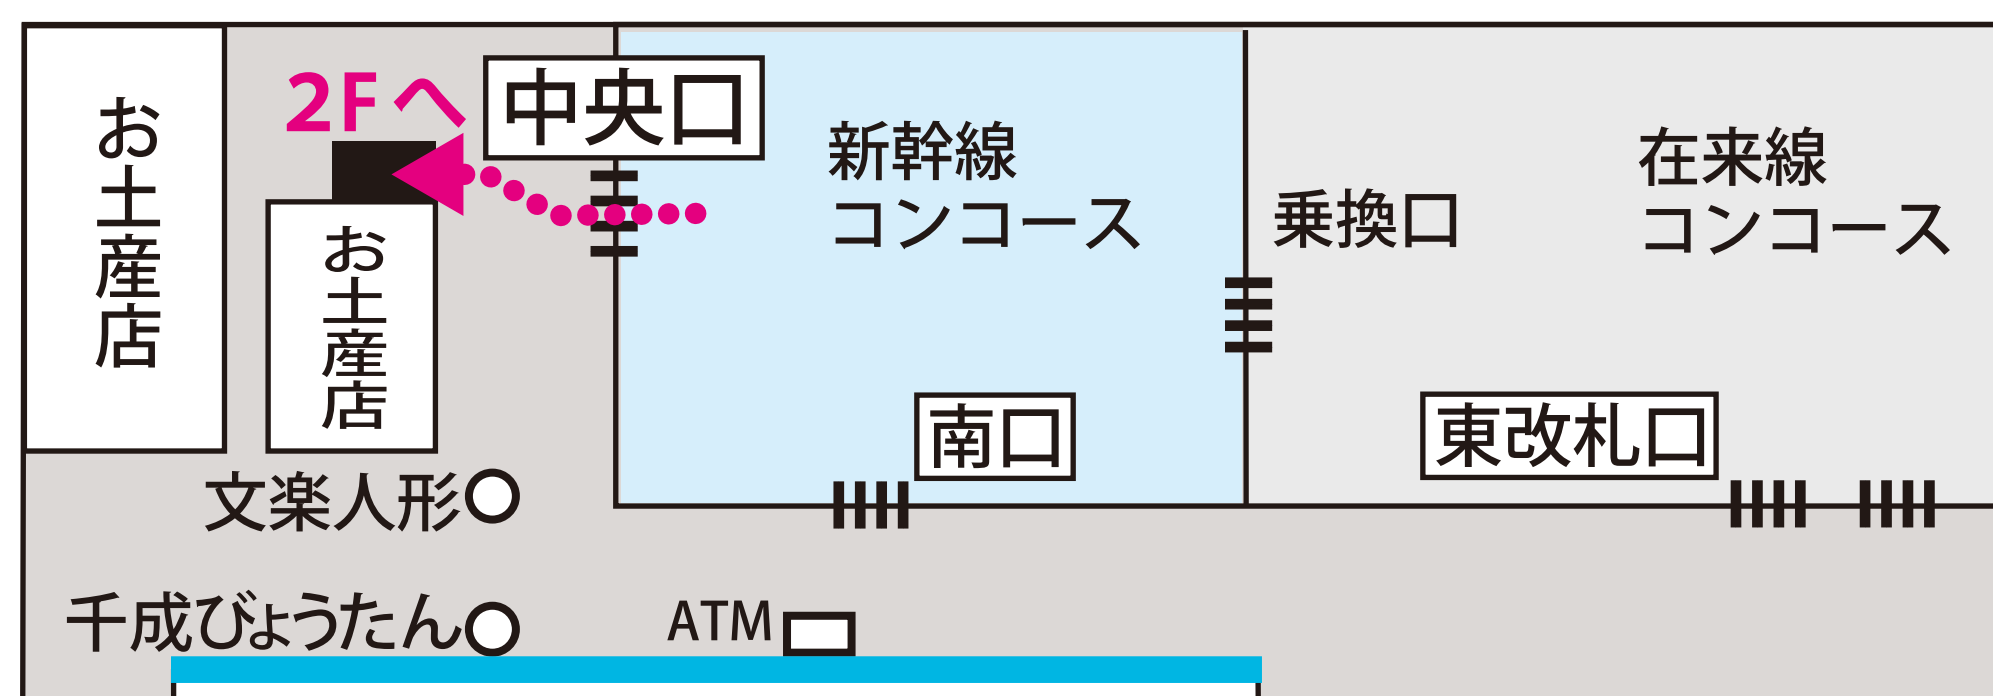 お土産店
2Fへ
中央口
お土産店
新幹線
コンコース
乗換口
在来線
コンコース
南口
東改札口
文楽人形
千成びょうたん
ATM